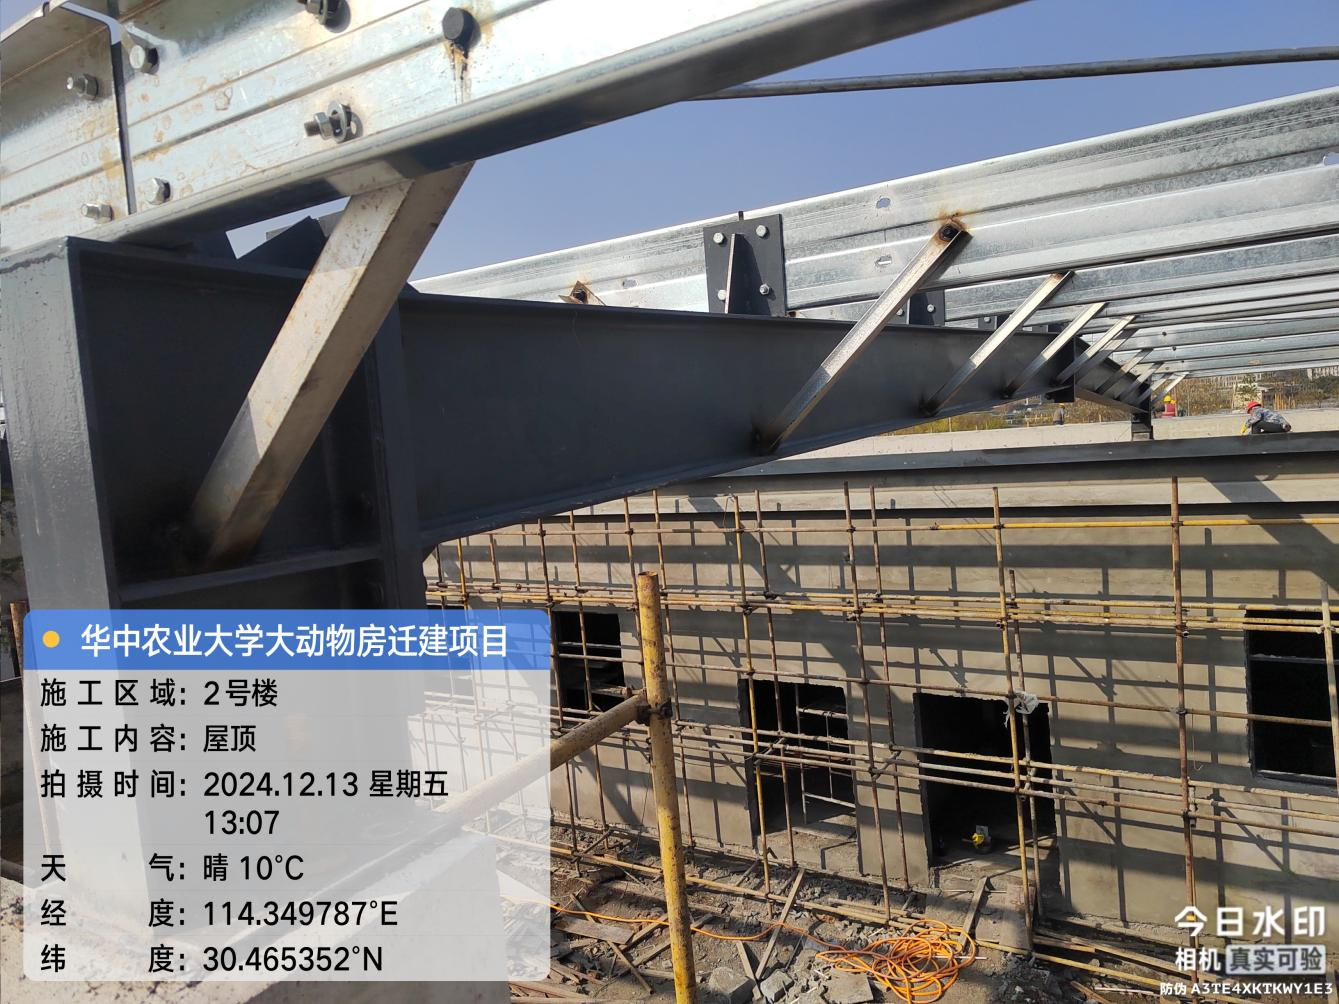 华中农业大学大动物房迁建项目
施工区域：2号楼
施工内容：屋顶
拍摄时间：2024.12.13 星期五
13:07
天气：晴 10°C
经度：114.349787°E
纬度：30.465352°N
今日水印
相机 真实可验
防伪 A3TE4XKTKWY1E3